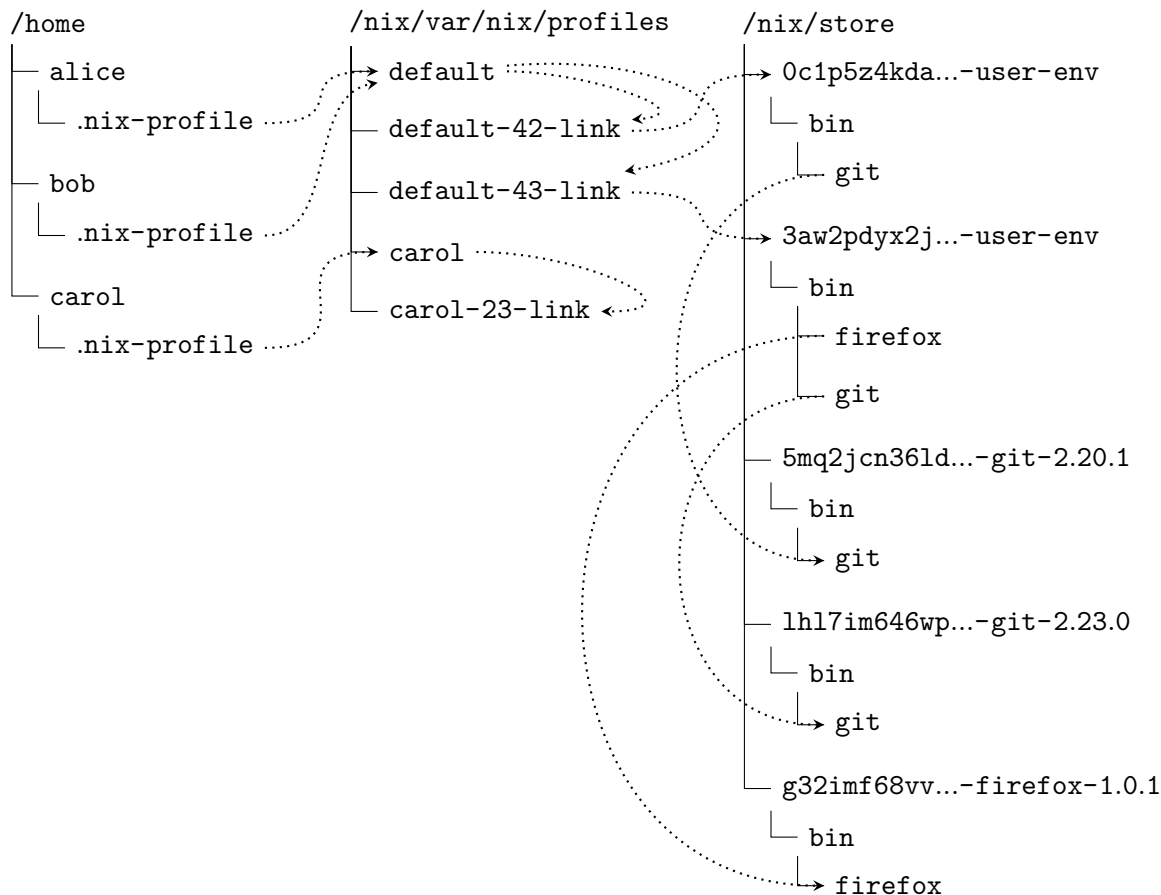 /home
alice
.nix-profile
bob
.nix-profile
carol
.nix-profile
/nix/var/nix/profiles
default
default-42-link
default-43-link
carol
carol-23-link
/nix/store
0c1p5z4kda...-user-env
bin
git
3aw2pdyx2j...-user-env
bin
firefox
git
5mq2jcn36ld...-git-2.20.1
bin
git
lhl7im646wp...-git-2.23.0
bin
git
g32imf68vv...-firefox-1.0.1
bin
firefox